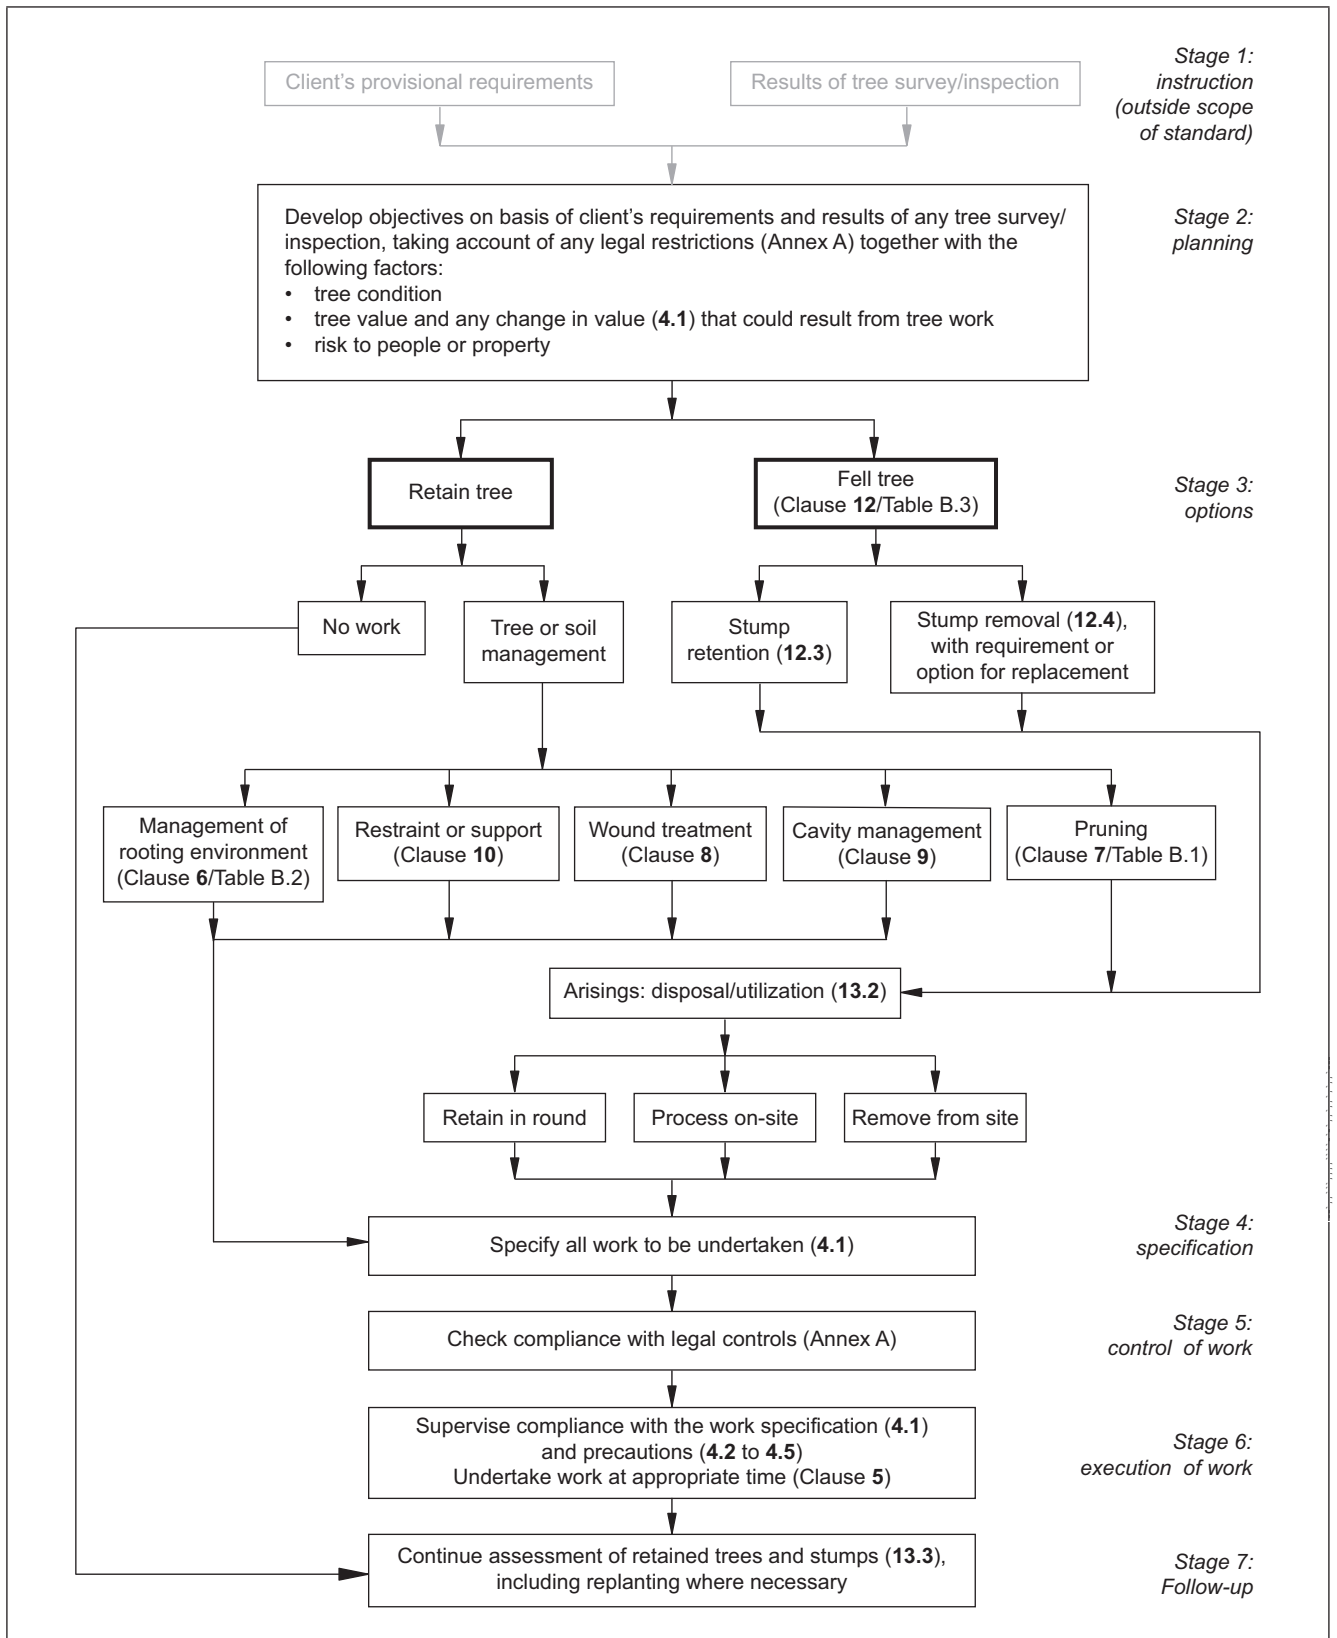 Client's provisional requirements
Results of tree survey/inspection
Stage 1:
instruction
(outside scope
of standard)
Develop objectives on basis of client's requirements and results of any tree survey/
inspection, taking account of any legal restrictions (Annex A) together with the
following factors:
• tree condition
• tree value and any change in value (4.1) that could result from tree work
• risk to people or property
Stage 2:
planning
Retain tree
Fell tree
(Clause 12/Table B.3)
Stage 3:
options
No work
Tree or soil
management
Stump
retention (12.3)
Stump removal (12.4),
with requirement or
option for replacement
Management of
rooting environment
(Clause 6/Table B.2)
Restraint or support
(Clause 10)
Wound treatment
(Clause 8)
Cavity management
(Clause 9)
Pruning
(Clause 7/Table B.1)
Arisings: disposal/utilization (13.2)
Retain in round
Process on-site
Remove from site
Specify all work to be undertaken (4.1)
Stage 4:
specification
Check compliance with legal controls (Annex A)
Stage 5:
control of work
Supervise compliance with the work specification (4.1)
and precautions (4.2 to 4.5)
Undertake work at appropriate time (Clause 5)
Stage 6:
execution of work
Continue assessment of retained trees and stumps (13.3),
including replanting where necessary
Stage 7:
Follow-up